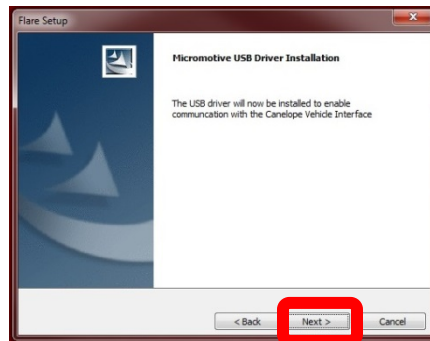 Flare Setup
Micromotive USB Driver Installation
The USB driver will now be installed to enable
communcation with the Canelope Vehicle Interface
< Back
Next >
Cancel